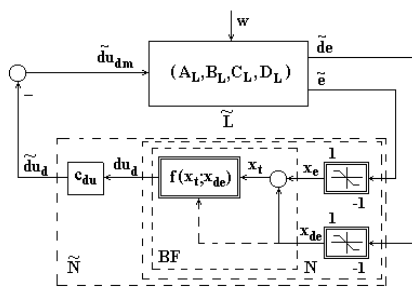 w
d̃e
d̃u_dm
(A_L, B_L, C_L, D_L)
ẽ
−
L̃
1
d̃u_d
du_d
x_t
x_e
c_du
f(x_t, x_de)
-1
1
x_de
Ñ
BF
N
-1